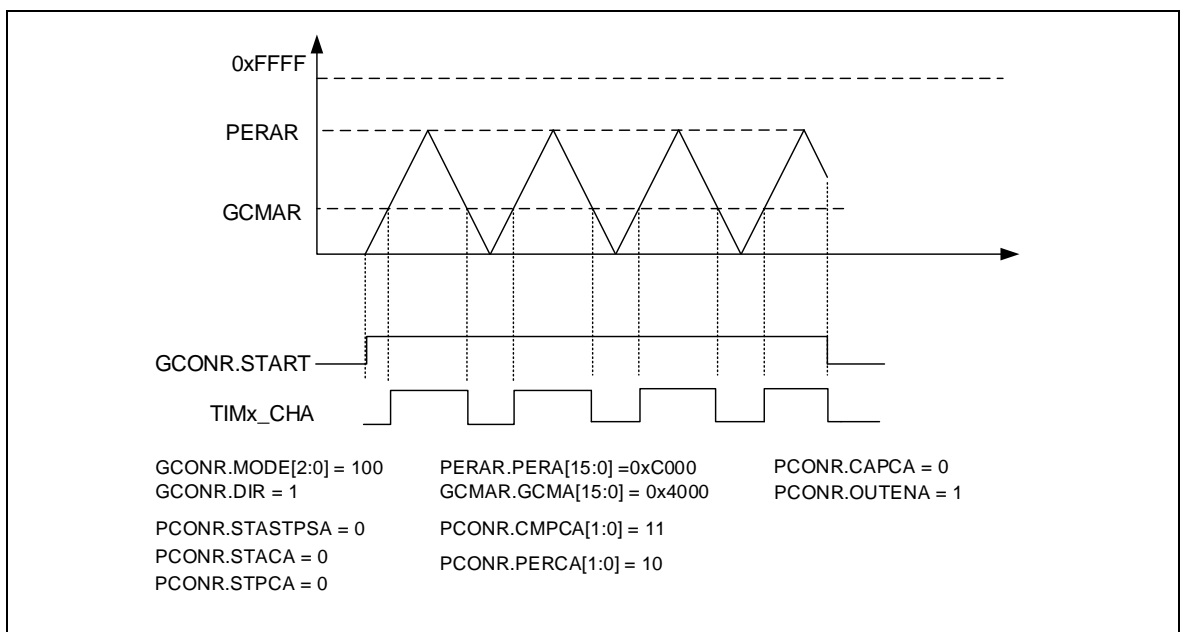 0xFFFF
PERAR
GCMAR
GCONR.START
TIMx_CHA
GCONR.MODE[2:0] = 100
GCONR.DIR = 1
PCONR.STASTPSA = 0
PCONR.STACA = 0
PCONR.STPCA = 0
PERAR.PERA[15:0] =0xC000
GCMAR.GCMA[15:0] = 0x4000
PCONR.CMPCA[1:0] = 11
PCONR.PERCA[1:0] = 10
PCONR.CAPCA = 0
PCONR.OUTENA = 1